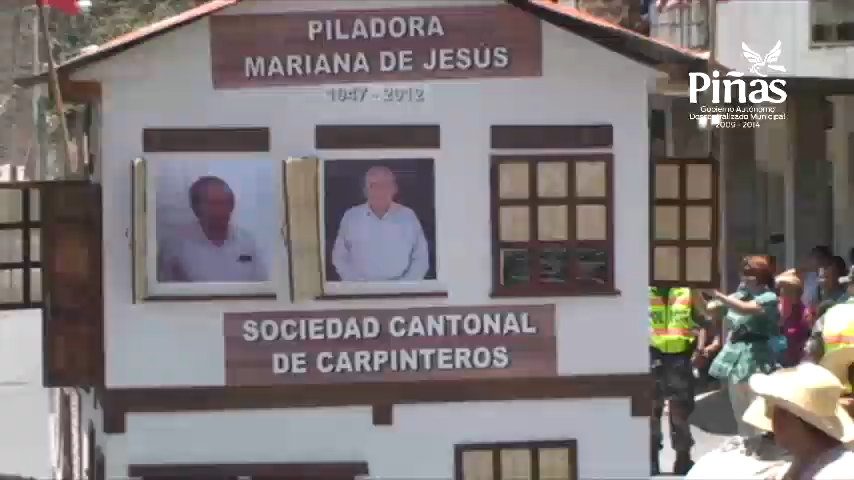 PILADORA
MARIANA DE JESÚS
1947 - 2012
Piñas
Gobierno Autónomo
Descentralizado Municipal
2009 - 2014
SOCIEDAD CANTONAL
DE CARPINTEROS